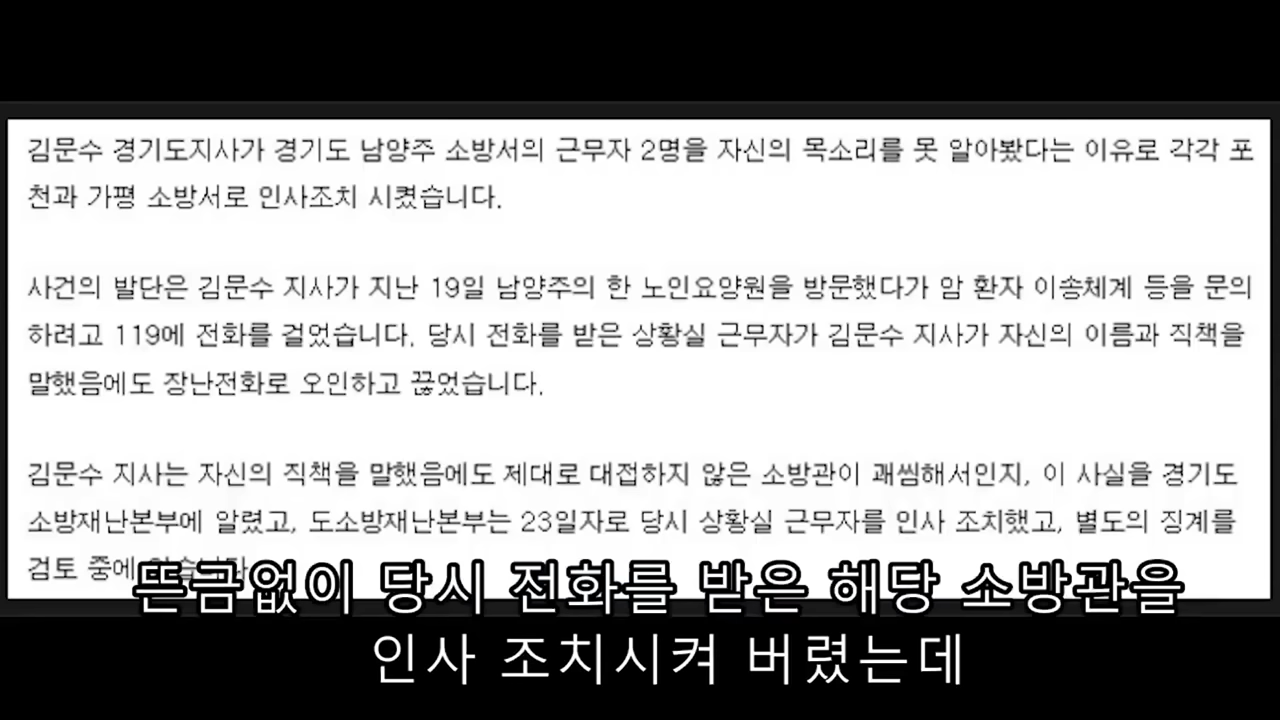 김문수 경기도지사가 경기도 남양주 소방서의 근무자 2명을 자신의 목소리를 못 알아봤다는 이유로 각각 포
천과 가평 소방서로 인사조치 시켰습니다.
사건의 발단은 김문수 지사가 지난 19일 남양주의 한 노인요양원을 방문했다가 암 환자 이송체계 등을 문의
하려고 119에 전화를 걸었습니다. 당시 전화를 받은 상황실 근무자가 김문수 지사가 자신의 이름과 직책을
말했음에도 장난전화로 오인하고 끊었습니다.
김문수 지사는 자신의 직책을 말했음에도 제대로 대접하지 않은 소방관이 괘씸해서인지, 이 사실을 경기도
소방재난본부에 알렸고, 도소방재난본부는 23일자로 당시 상황실 근무자를 인사 조치했고, 별도의 징계를
검토 중에
뜬금없이 당시 전화를 받은 해당 소방관을
인사 조치시켜 버렸는데